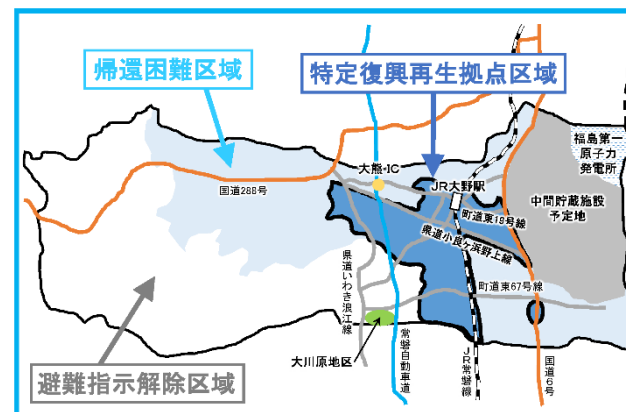 帰還困難区域
特定復興再生拠点区域
福島第一
原子力
発電所
大熊IC
JR大野駅
国道288号
中間貯蔵施設
予定地
町道東18号線
県道小良ヶ浜野上線
県道いわき浪江線
町道東67号線
大川原地区
常磐自動車道
JR常磐線
国道6号
避難指示解除区域